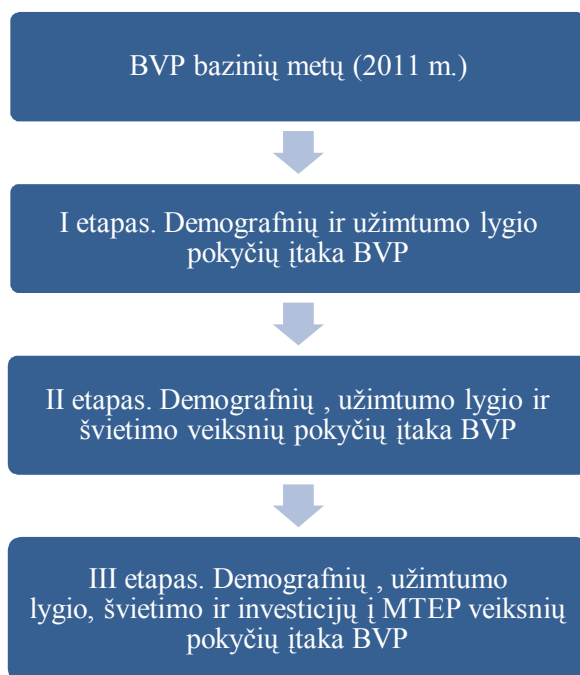 BVP bazinių metų (2011 m.)
I etapas. Demografnių ir užimtumo lygio
pokyčių įtaka BVP
II etapas. Demografnių , užimtumo lygio ir
švietimo veiksnių pokyčių įtaka BVP
III etapas. Demografnių , užimtumo
lygio, švietimo ir investicijų į MTEP veiksnių
pokyčių įtaka BVP